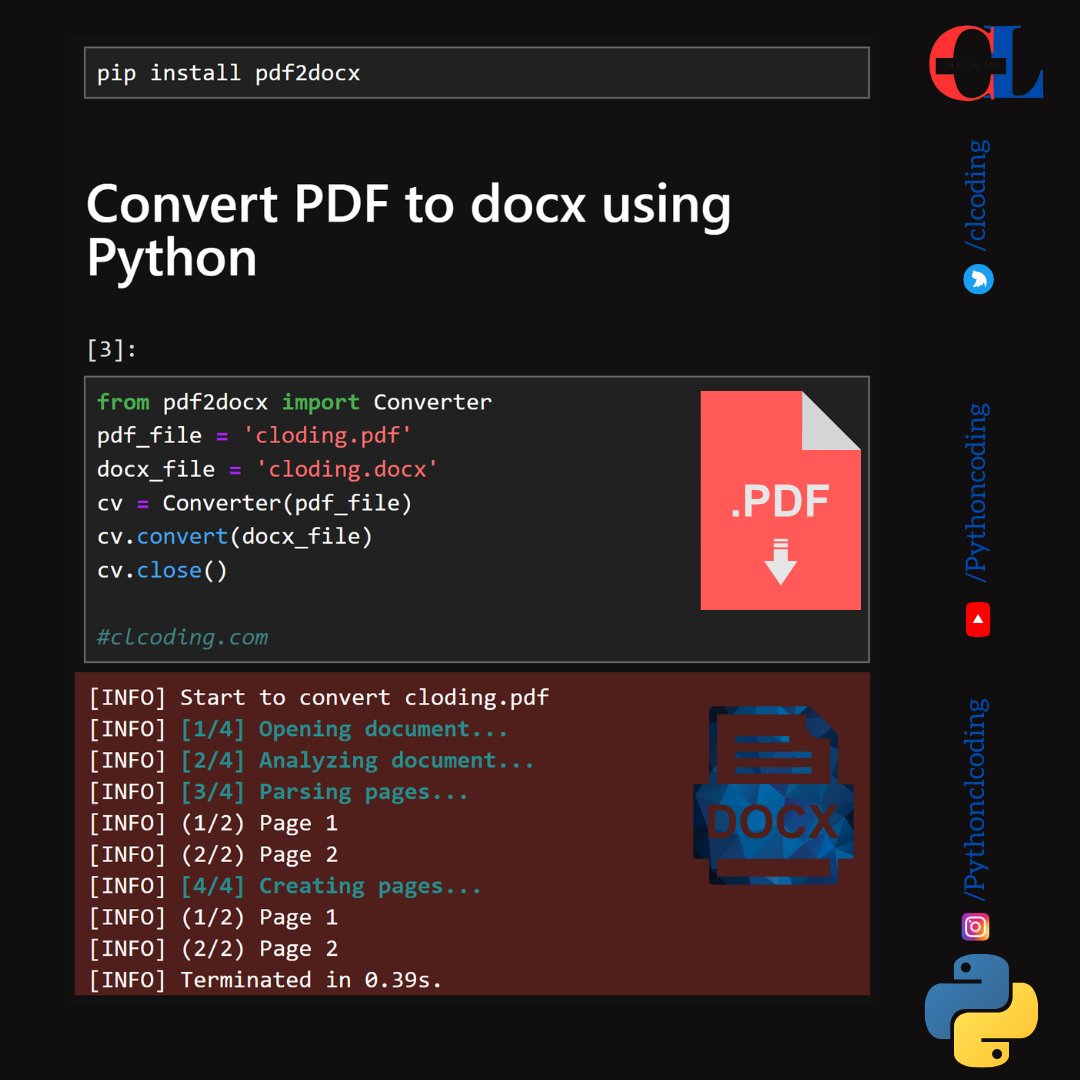 pip install pdf2docx
Convert PDF to docx using
Python
[3]:
from pdf2docx import Converter
pdf_file = 'cloding.pdf'
docx_file = 'cloding.docx'
cv = Converter(pdf_file)
cv.convert(docx_file)
cv.close()
#clcoding.com
.PDF
[INFO] Start to convert cloding.pdf
[INFO] [1/4] Opening document...
[INFO] [2/4] Analyzing document...
[INFO] [3/4] Parsing pages...
[INFO] (1/2) Page 1
[INFO] (2/2) Page 2
[INFO] [4/4] Creating pages...
[INFO] (1/2) Page 1
[INFO] (2/2) Page 2
[INFO] Terminated in 0.39s.
DOCX
CL
/clcoding
/Pythoncoding
/Pythonclcoding